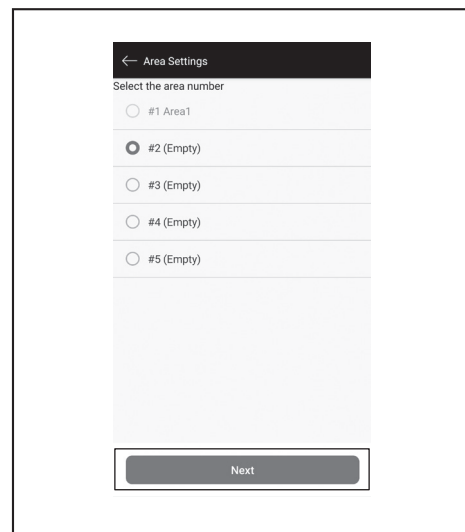 Area Settings
Select the area number
#1 Area1
#2 (Empty)
#3 (Empty)
#4 (Empty)
#5 (Empty)
Next